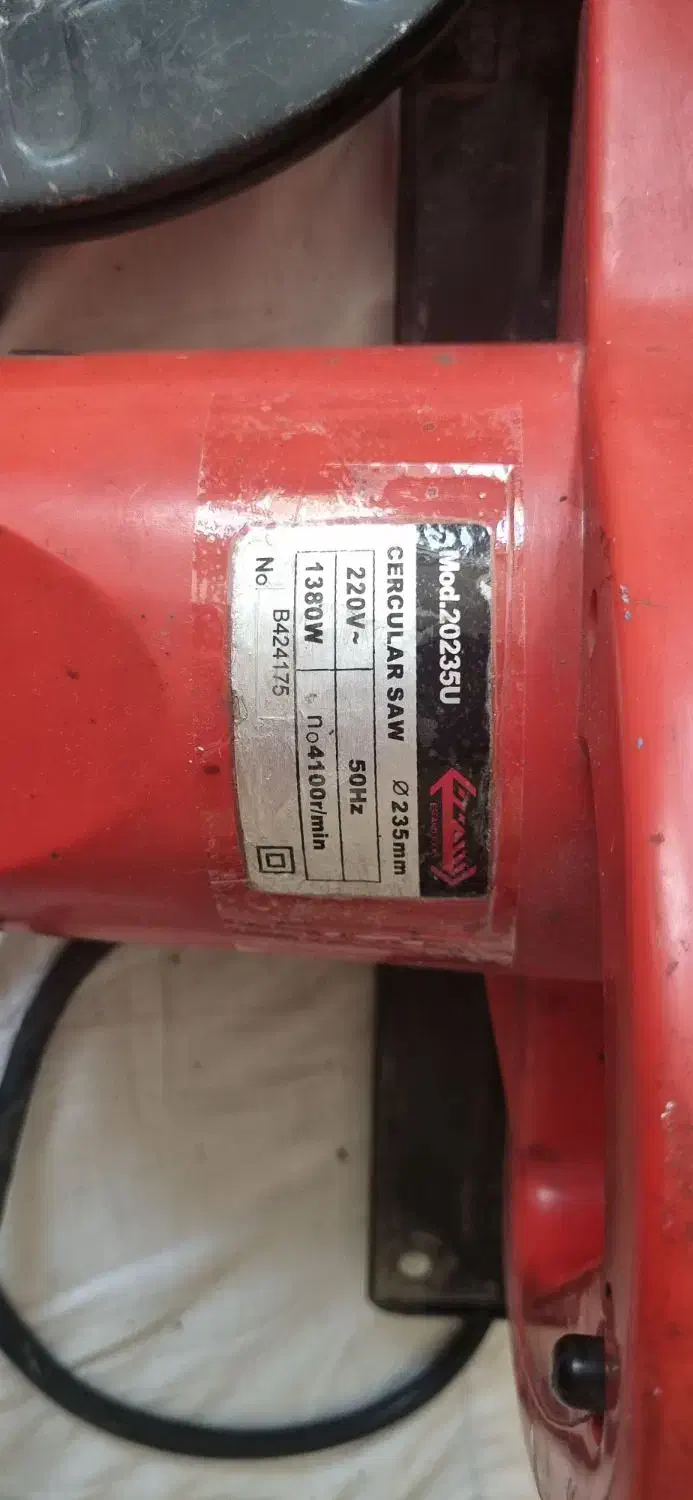 Mod.20235U
CERCULAR SAW Ø 235mm
220V~ 50Hz
1380W n₀4100r/min
No B424175